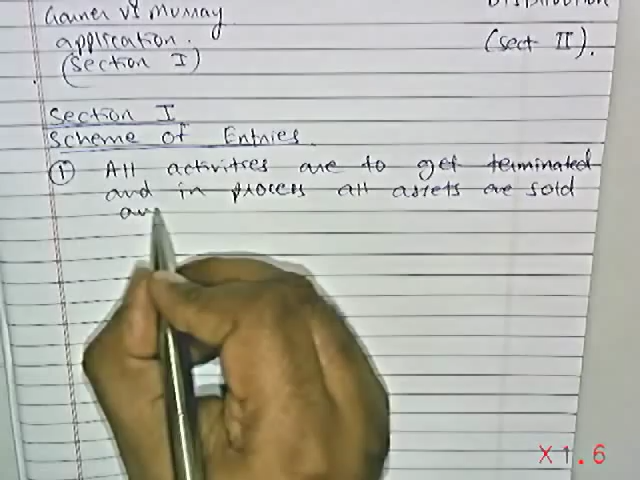 Garner vs Murray
application.
(Section I)
(Sect II).
Section I
Scheme of Entries
① All activities are to get terminated
and in process all assets are sold
an
X1.6